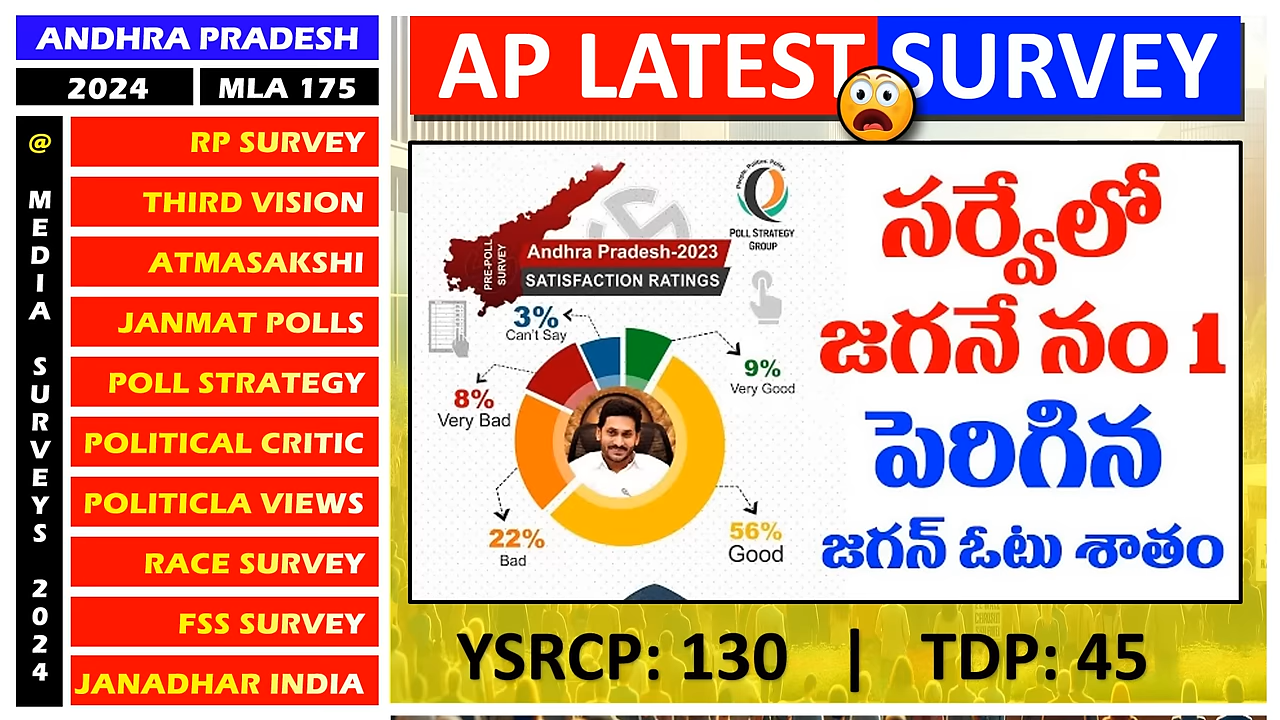 ANDHRA PRADESH
2024
MLA 175
@ MEDIA SURVEYS 2024
RP SURVEY
THIRD VISION
ATMASAKSHI
JANMAT POLLS
POLL STRATEGY
POLITICAL CRITIC
POLITICLA VIEWS
RACE SURVEY
FSS SURVEY
JANADHAR INDIA
AP LATEST SURVEY
People. Politics. Policy
POLL STRATEGY
GROUP
PRE-POLL
SURVEY
Andhra Pradesh-2023
SATISFACTION RATINGS
3%
Can't Say
9%
Very Good
8%
Very Bad
22%
Bad
56%
Good
సర్వేలో
జగనే నం 1
పెరిగిన
జగన్ ఓటు శాతం
YSRCP: 130 | TDP: 45